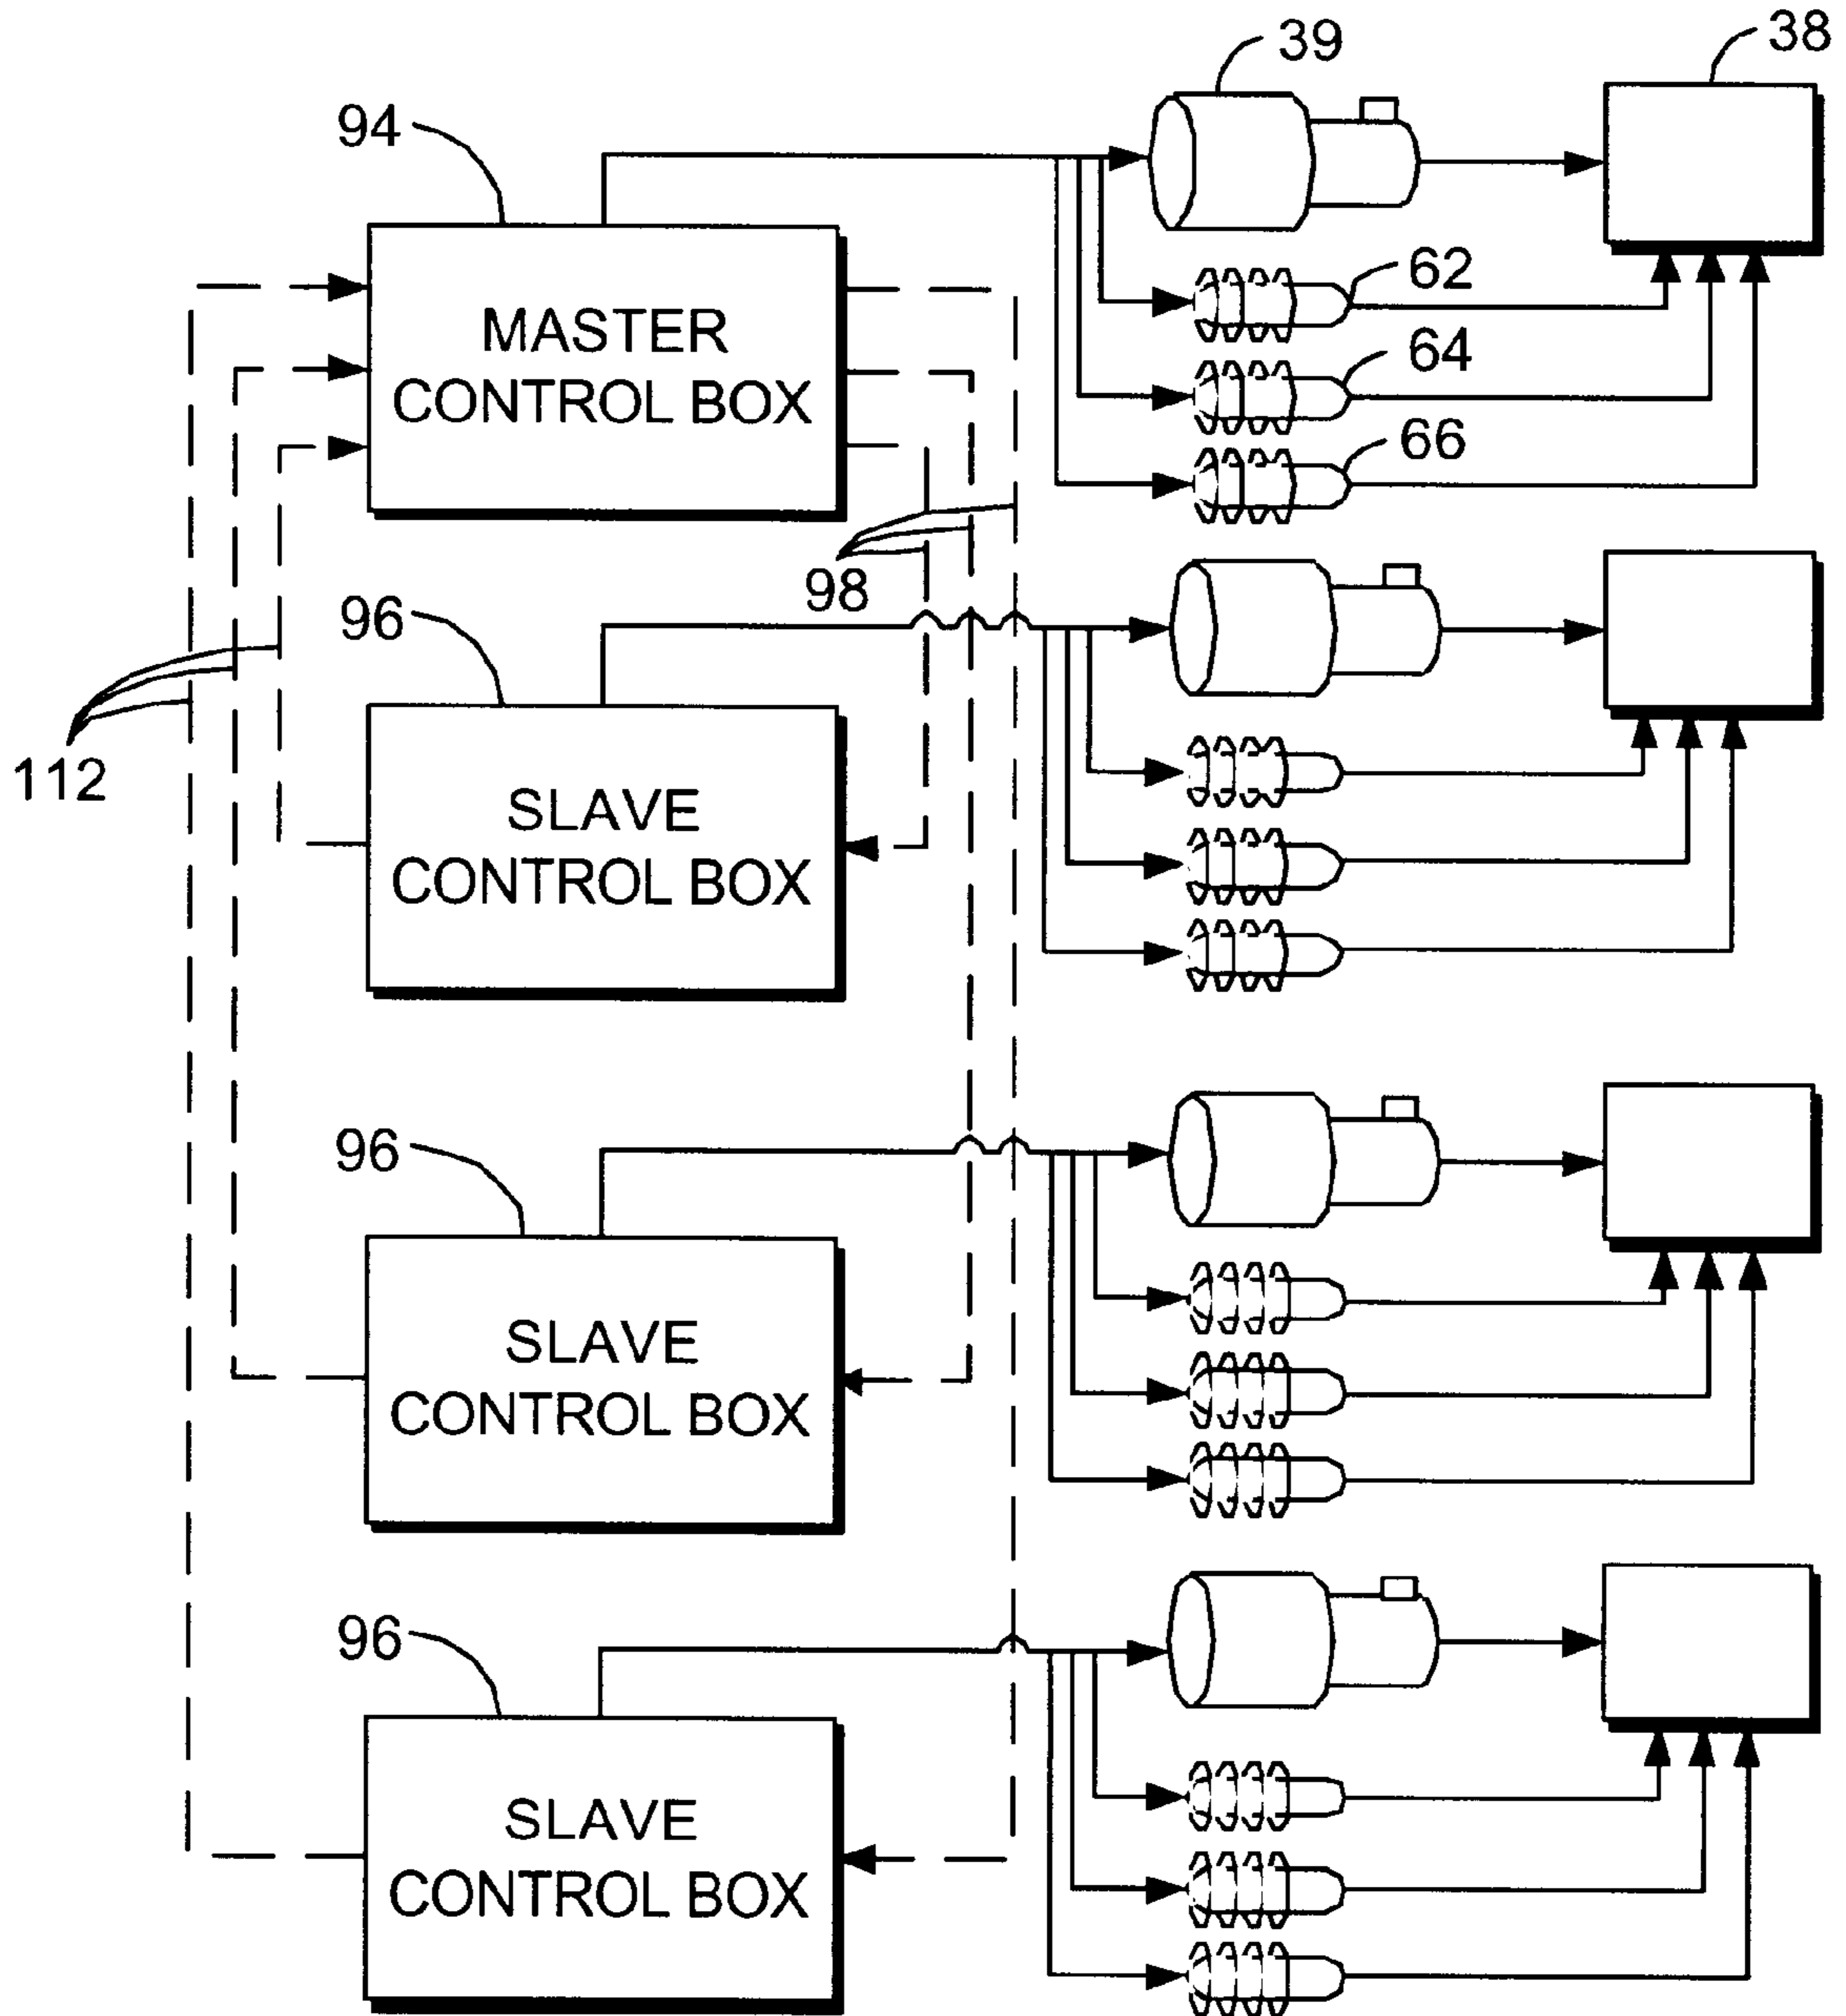 39
38
94
62
MASTER
CONTROL BOX
64
66
98
96
112
SLAVE
CONTROL BOX
96
SLAVE
CONTROL BOX
96
SLAVE
CONTROL BOX